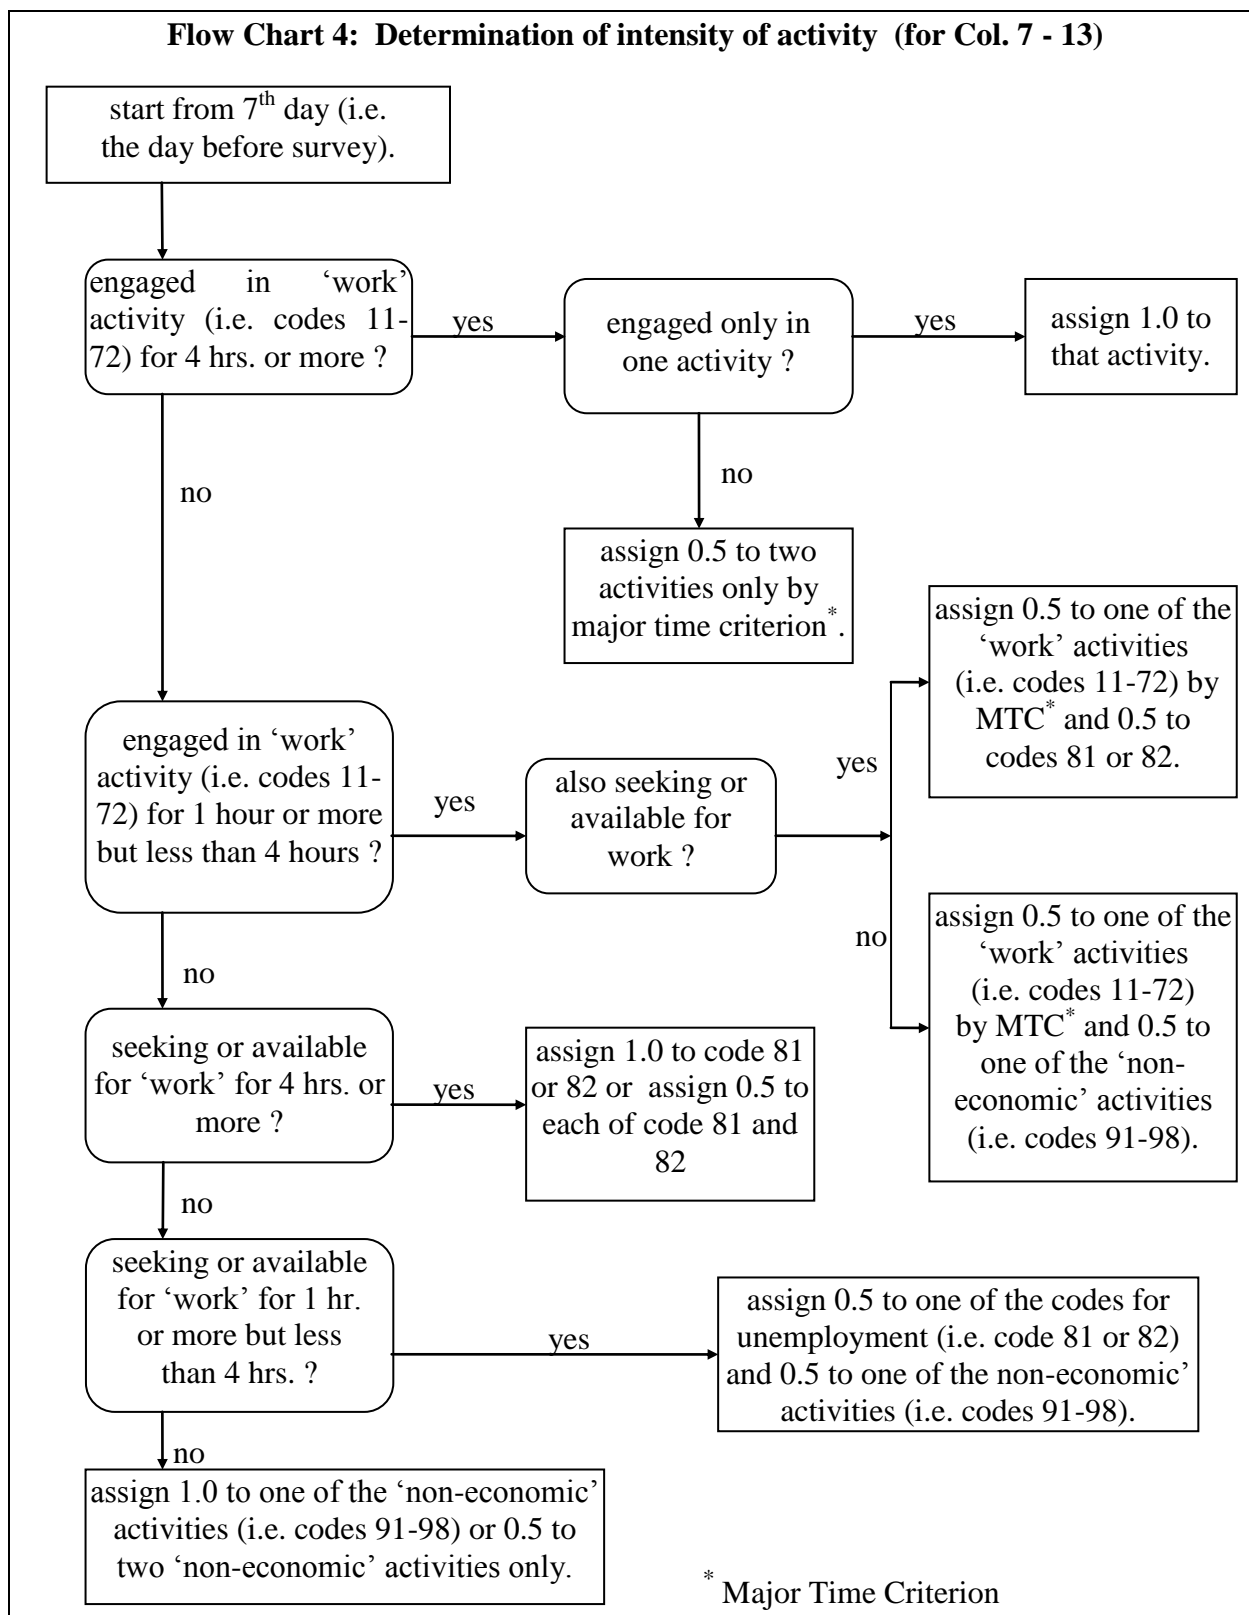 Flow Chart 4: Determination of intensity of activity (for Col. 7 - 13)
start from 7th day (i.e.
the day before survey).
engaged in ‘work’
activity (i.e. codes 11-
72) for 4 hrs. or more ?
yes
engaged only in
one activity ?
yes
assign 1.0 to
that activity.
no
no
assign 0.5 to two
activities only by
major time criterion*.
engaged in ‘work’
activity (i.e. codes 11-
72) for 1 hour or more
but less than 4 hours ?
yes
also seeking or
available for
work ?
yes
assign 0.5 to one of the
‘work’ activities
(i.e. codes 11-72) by
MTC* and 0.5 to
codes 81 or 82.
no
assign 0.5 to one of the
‘work’ activities
(i.e. codes 11-72)
by MTC* and 0.5 to
one of the ‘non-
economic’ activities
(i.e. codes 91-98).
no
seeking or available
for ‘work’ for 4 hrs. or
more ?
yes
assign 1.0 to code 81
or 82 or assign 0.5 to
each of code 81 and
82
no
seeking or available
for ‘work’ for 1 hr.
or more but less
than 4 hrs. ?
yes
assign 0.5 to one of the codes for
unemployment (i.e. code 81 or 82)
and 0.5 to one of the non-economic’
activities (i.e. codes 91-98).
no
assign 1.0 to one of the ‘non-economic’
activities (i.e. codes 91-98) or 0.5 to
two ‘non-economic’ activities only.
* Major Time Criterion